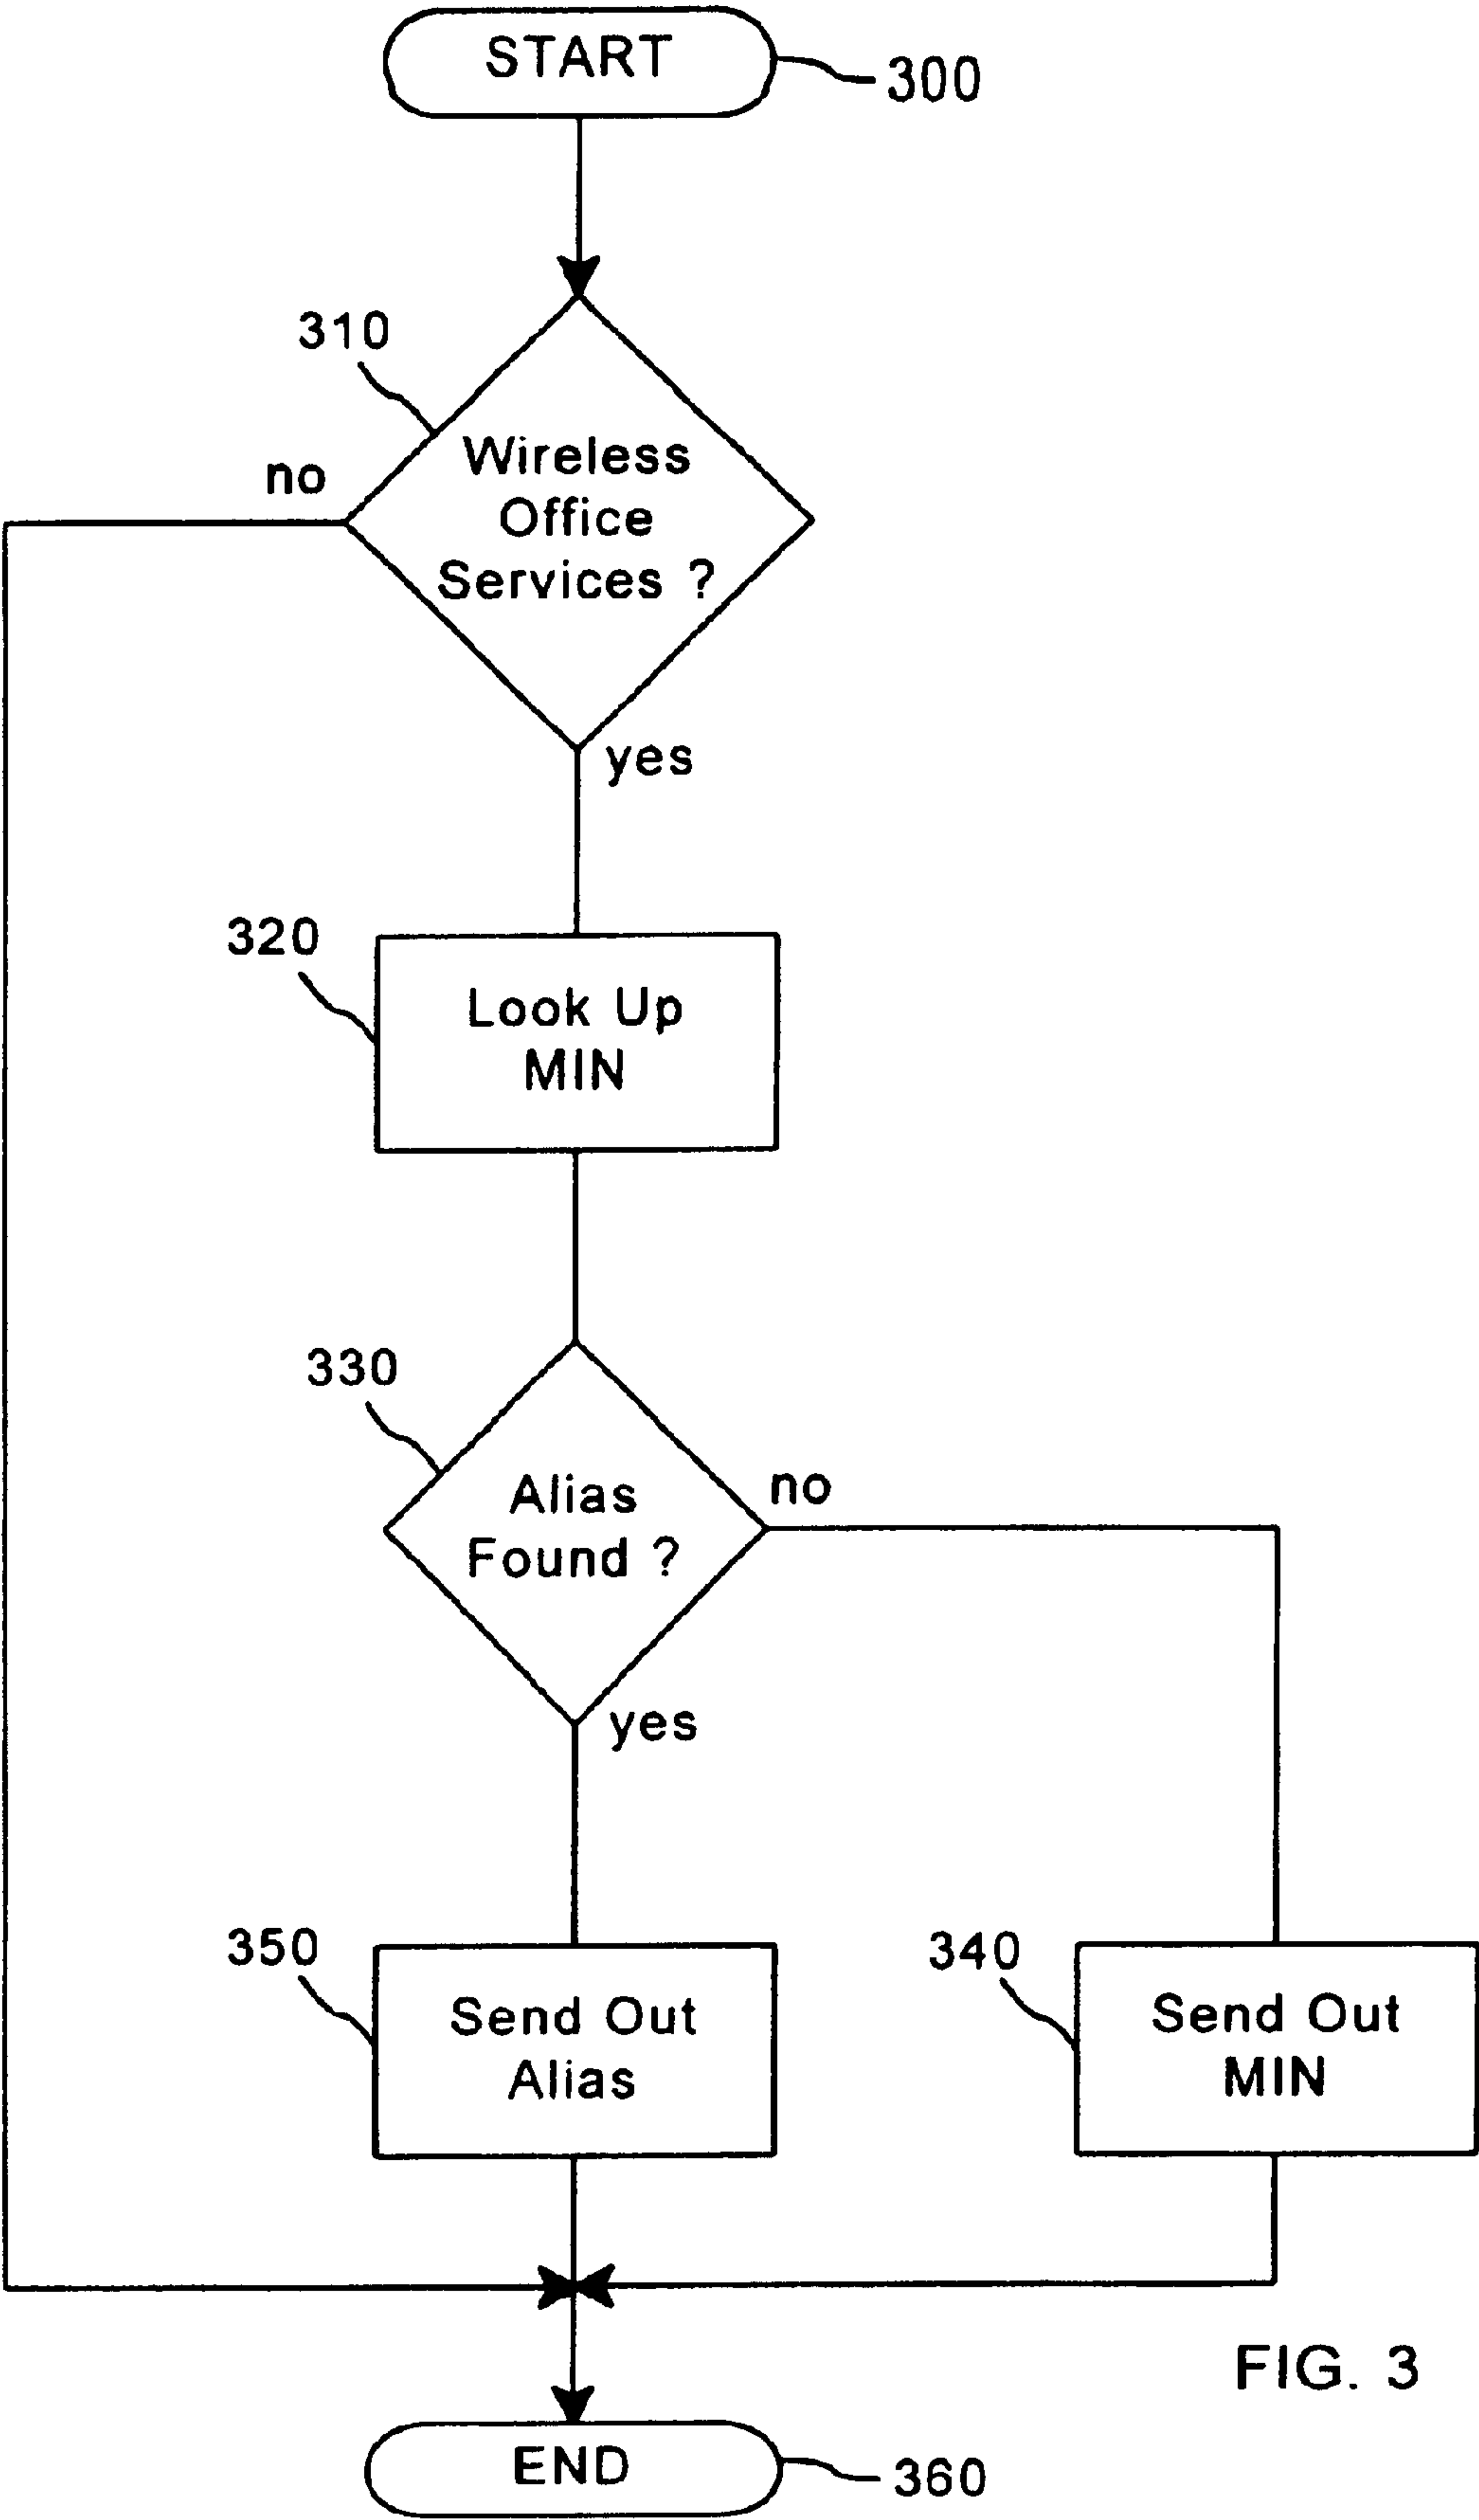 START
300
310
no
Wireless
Office
Services ?
yes
320
Look Up
MIN
330
Alias
Found ?
no
yes
350
Send Out
Alias
340
Send Out
MIN
FIG. 3
END
360